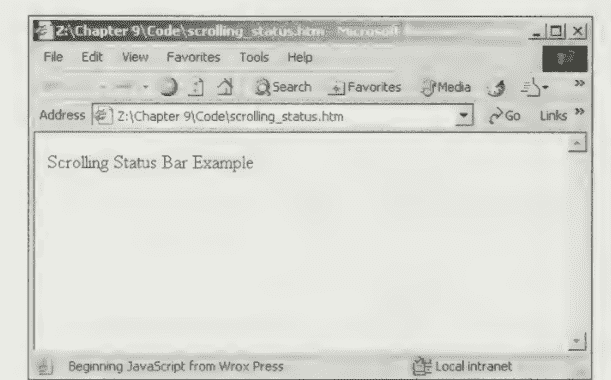 Z:\Chapter 9\Code\scrolling_status.htm - Microsoft
File Edit View Favorites Tools Help
Search Favorites Media
Address Z:\Chapter 9\Code\scrolling_status.htm Go Links »
Scrolling Status Bar Example
Beginning JavaScript from Wrox Press Local intranet